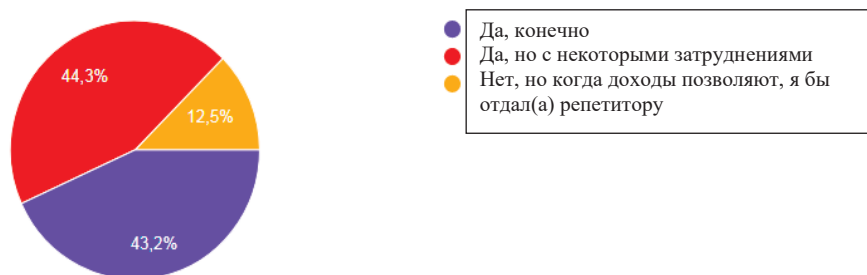 44,3%
12,5%
43,2%
Да, конечно
Да, но с некоторыми затруднениями
Нет, но когда доходы позволяют, я бы
отдал(а) репетитору